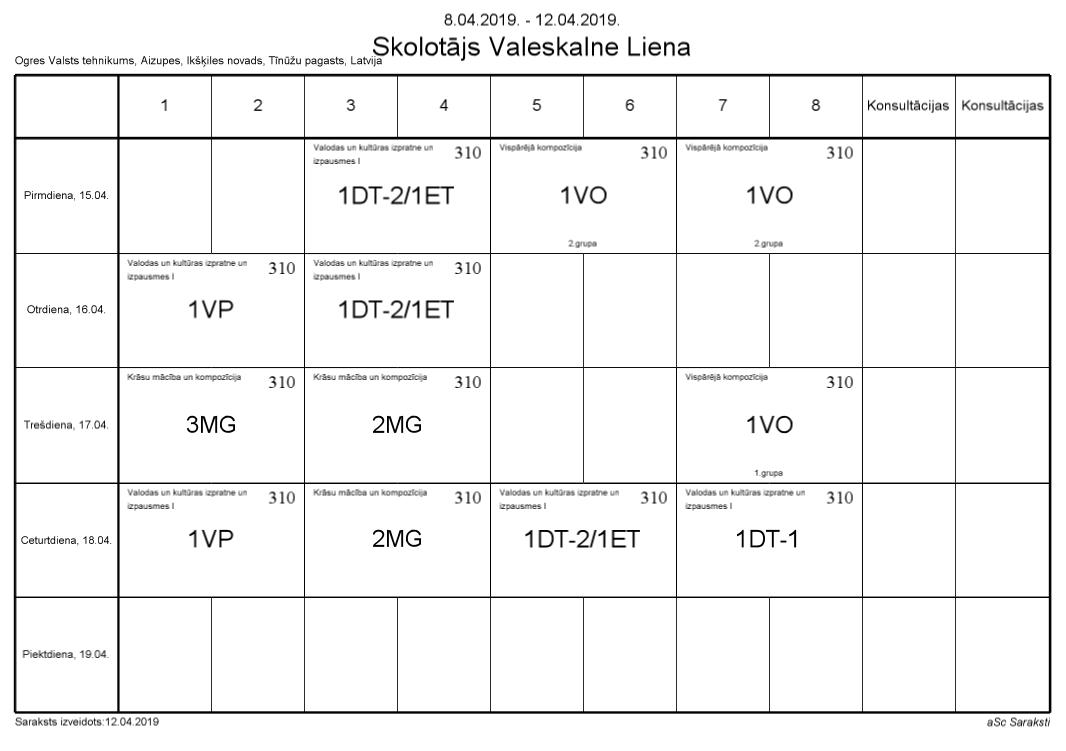 8.04.2019. - 12.04.2019.
Skolotājs Valeskalne Liena
Ogres Valsts tehnikums, Aizupes, Ikšķiles novads, Tīnūžu pagasts, Latvija
1 2 3 4 5 6 7 8 Konsultācijas Konsultācijas
Pirmdiena, 15.04.
Valodas un kultūras izpratne un
izpausmes I
310
1DT-2/1ET
Vispārējā kompozīcija
310
1VO
2.grupa
Vispārējā kompozīcija
310
1VO
2.grupa
Otrdiena, 16.04.
Valodas un kultūras izpratne un
izpausmes I
310
1VP
Valodas un kultūras izpratne un
izpausmes I
310
1DT-2/1ET
Trešdiena, 17.04.
Krāsu mācība un kompozīcija
310
3MG
Krāsu mācība un kompozīcija
310
2MG
Vispārējā kompozīcija
310
1VO
1.grupa
Ceturtdiena, 18.04.
Valodas un kultūras izpratne un
izpausmes I
310
1VP
Krāsu mācība un kompozīcija
310
2MG
Valodas un kultūras izpratne un
izpausmes I
310
1DT-2/1ET
Valodas un kultūras izpratne un
izpausmes I
310
1DT-1
Piektdiena, 19.04.
Saraksts izveidots:12.04.2019
aSc Saraksti